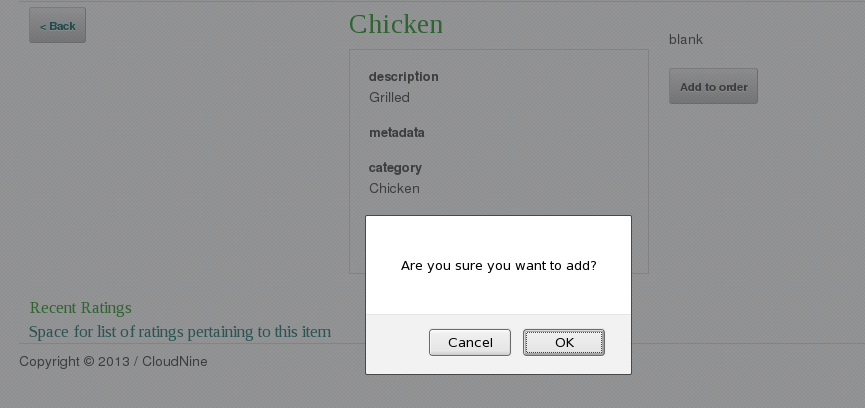 < Back
Chicken
blank
description
Grilled
Add to order
metadata
category
Chicken
Are you sure you want to add?
Cancel
OK
Recent Ratings
Space for list of ratings pertaining to this item
Copyright © 2013 / CloudNine